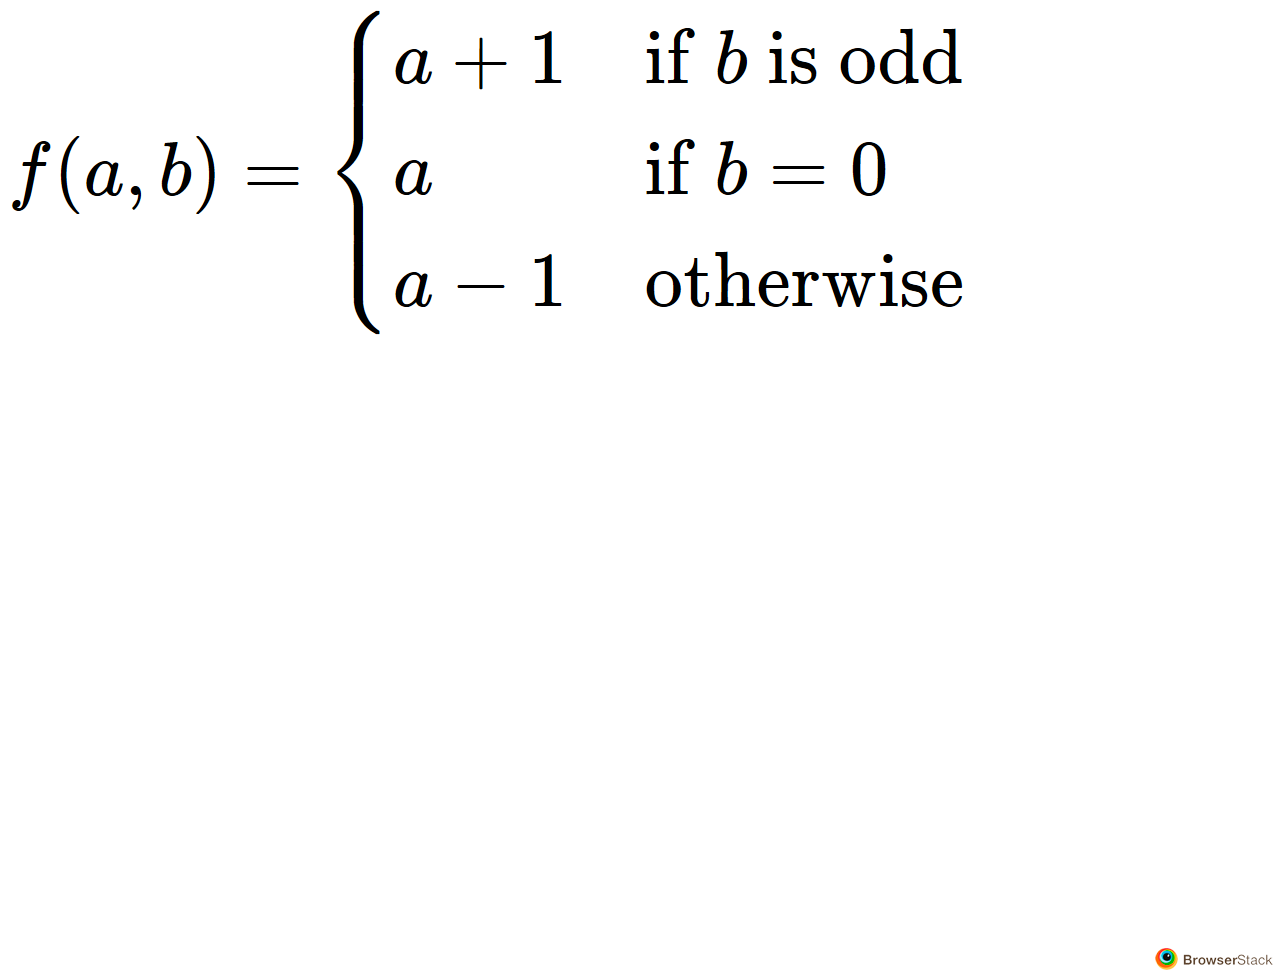 f(a, b) = { a + 1 if b is odd
a if b = 0
a − 1 otherwise
BrowserStack